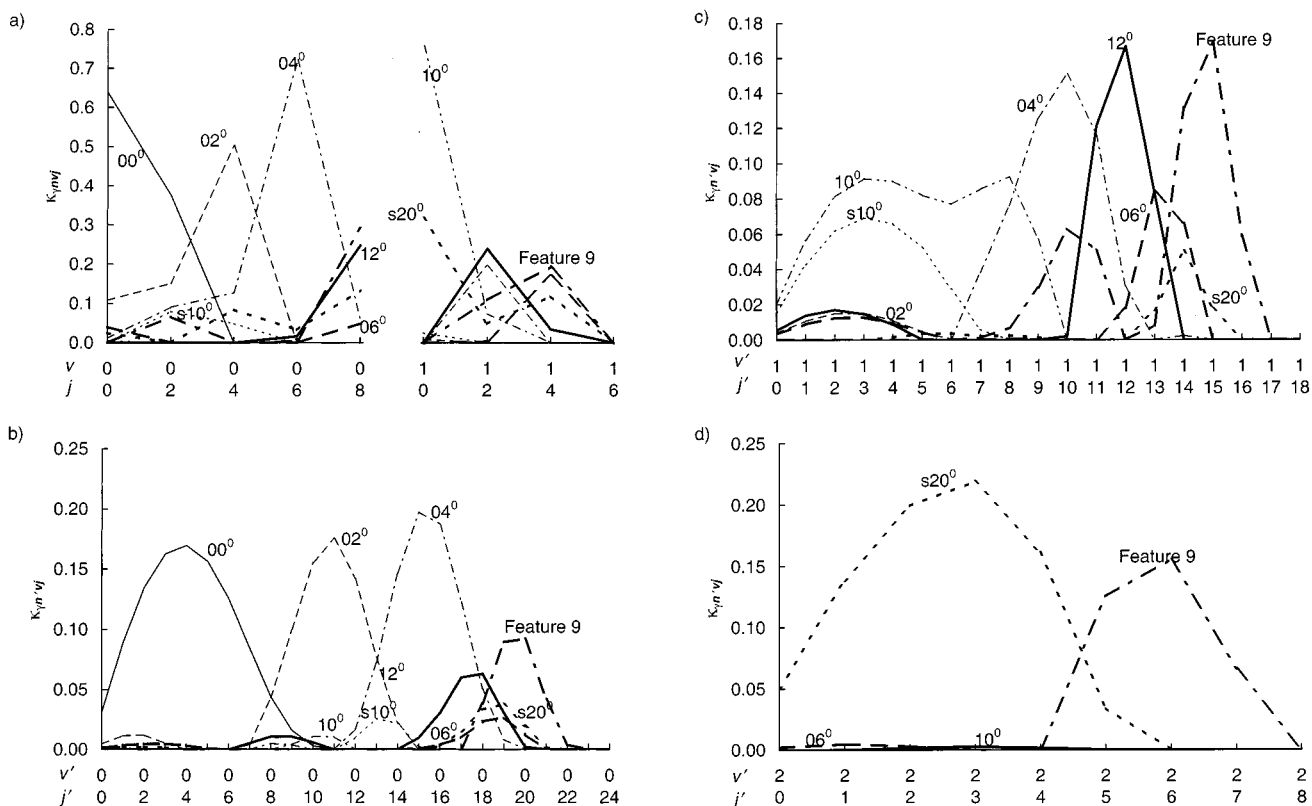 a)
κγnvj
0.8
0.7
0.6
0.5
0.4
0.3
0.2
0.1
0.0
00⁰
02⁰
04⁰
10⁰
s20⁰
s10⁰
12⁰
06⁰
Feature 9
v 0 0 0 0 0 1 1 1 1
j 0 2 4 6 8 0 2 4 6
b)
κγn'vj
0.25
0.20
0.15
0.10
0.05
0.00
00⁰
02⁰
04⁰
Feature 9
12⁰
s10⁰
10⁰
06⁰
s20⁰
v' 0 0 0 0 0 0 0 0 0 0 0 0 0
j' 0 2 4 6 8 10 12 14 16 18 20 22 24
c)
κγn'vj
0.18
0.16
0.14
0.12
0.10
0.08
0.06
0.04
0.02
0.00
12⁰
Feature 9
04⁰
10⁰
s10⁰
06⁰
s20⁰
02⁰
v' 1 1 1 1 1 1 1 1 1 1 1 1 1 1 1 1 1 1 1
j' 0 1 2 3 4 5 6 7 8 9 10 11 12 13 14 15 16 17 18
d)
κγn'vj
0.25
0.20
0.15
0.10
0.05
0.00
s20⁰
Feature 9
06⁰
10⁰
v' 2 2 2 2 2 2 2 2 2
j' 0 1 2 3 4 5 6 7 8